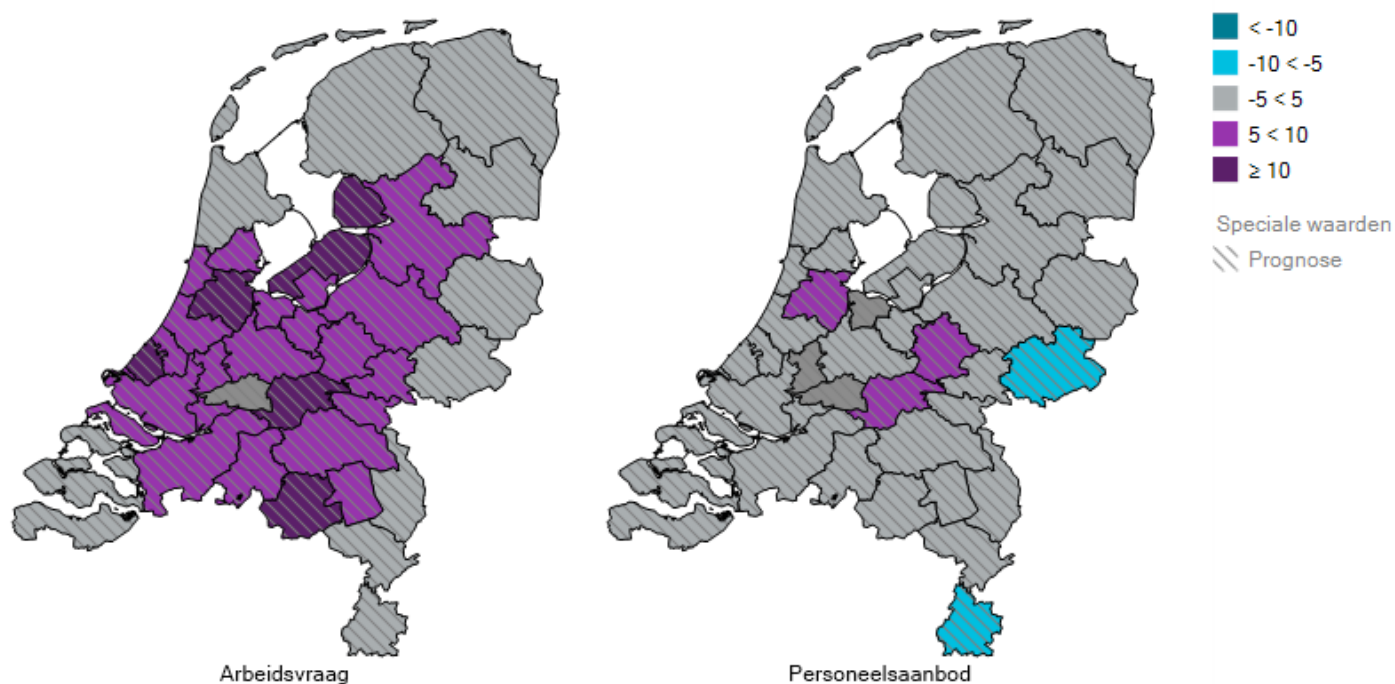 < -10
-10 < -5
-5 < 5
5 < 10
≥ 10
Speciale waarden
Prognose
Arbeidsvraag
Personeelsaanbod